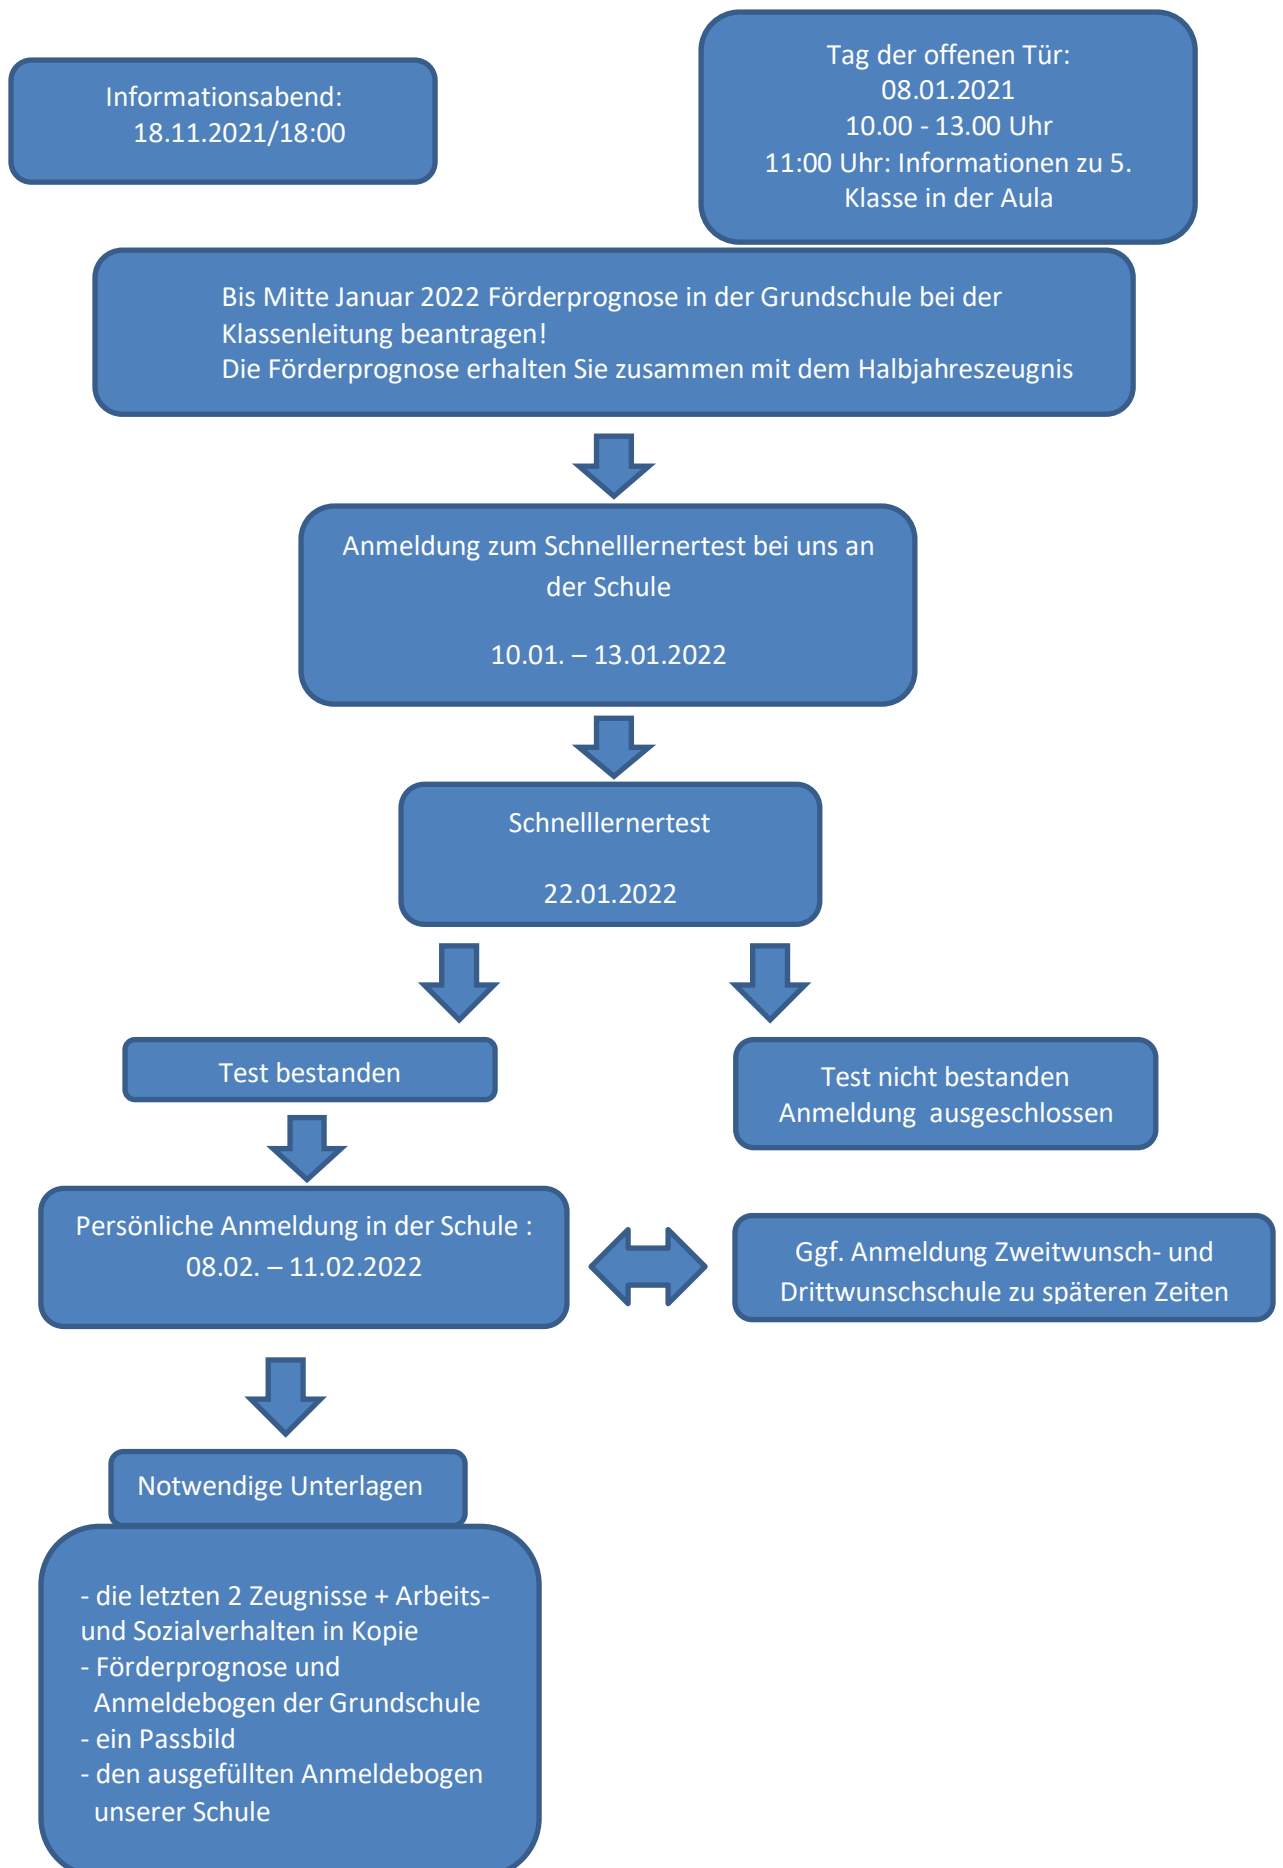 Informationsabend:
18.11.2021/18:00
Tag der offenen Tür:
08.01.2021
10.00 - 13.00 Uhr
11:00 Uhr: Informationen zu 5.
Klasse in der Aula
Bis Mitte Januar 2022 Förderprognose in der Grundschule bei der
Klassenleitung beantragen!
Die Förderprognose erhalten Sie zusammen mit dem Halbjahreszeugnis
Anmeldung zum Schnelllernertest bei uns an
der Schule
10.01. – 13.01.2022
Schnelllernertest
22.01.2022
Test bestanden
Test nicht bestanden
Anmeldung  ausgeschlossen
Persönliche Anmeldung in der Schule :
08.02. – 11.02.2022
Ggf. Anmeldung Zweitwunsch- und
Drittwunschschule zu späteren Zeiten
Notwendige Unterlagen
- die letzten 2 Zeugnisse + Arbeits-
und Sozialverhalten in Kopie
- Förderprognose und
Anmeldebogen der Grundschule
- ein Passbild
- den ausgefüllten Anmeldebogen
unserer Schule